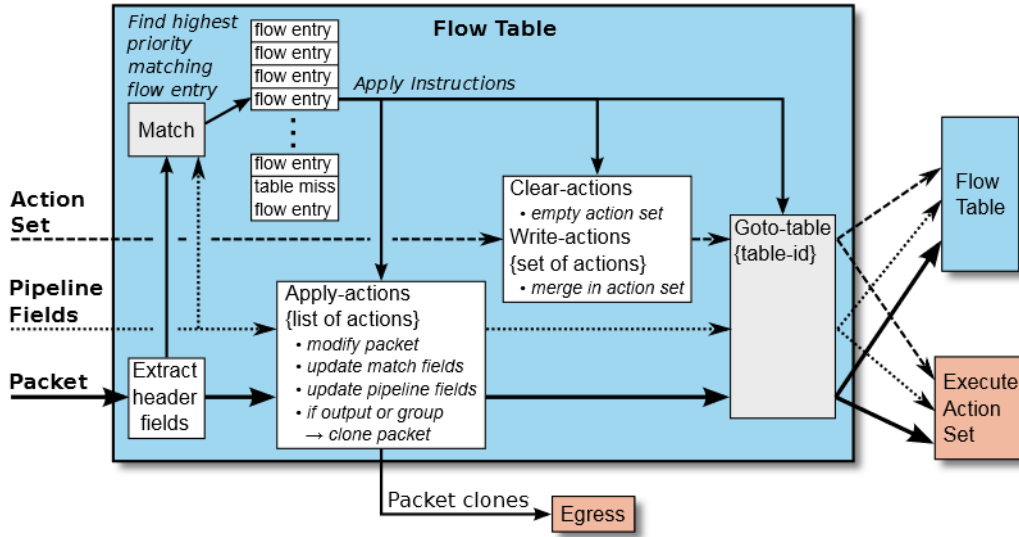 Flow Table
Find highest
priority
matching
flow entry
flow entry
flow entry
flow entry
flow entry
Apply Instructions
Match
flow entry
table miss
flow entry
Action
Set
Clear-actions
• empty action set
Write-actions
{set of actions}
• merge in action set
Goto-table
{table-id}
Flow
Table
Pipeline
Fields
Apply-actions
{list of actions}
• modify packet
• update match fields
• update pipeline fields
• if output or group
→ clone packet
Packet
Extract
header
fields
Execute
Action
Set
Packet clones
Egress